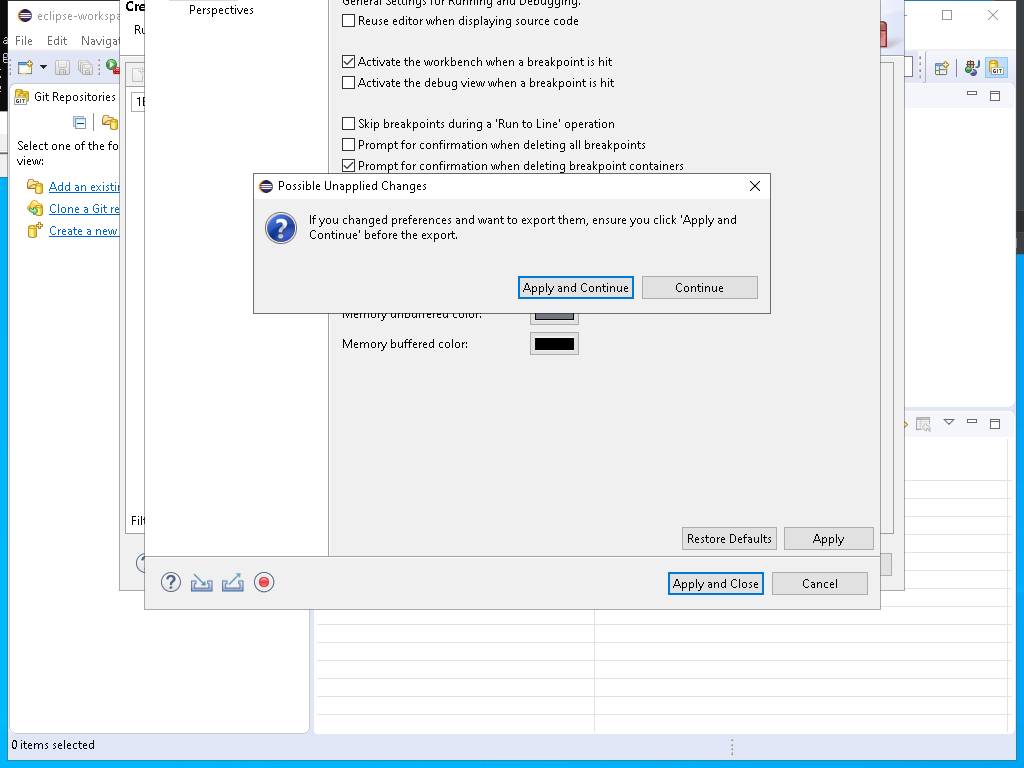 eclipse-workspa
Cre
Perspectives
General Settings for Running and Debugging.
Ru
Reuse editor when displaying source code
File Edit Navigat
Activate the workbench when a breakpoint is hit
Activate the debug view when a breakpoint is hit
Git Repositories
Skip breakpoints during a 'Run to Line' operation
Prompt for confirmation when deleting all breakpoints
Prompt for confirmation when deleting breakpoint containers
Select one of the fo
view:
Add an existin
Clone a Git re
Create a new
Possible Unapplied Changes
If you changed preferences and want to export them, ensure you click 'Apply and
Continue' before the export.
Apply and Continue Continue
Memory unbuffered color:
Memory buffered color:
Filt
Restore Defaults Apply
Apply and Close Cancel
0 items selected